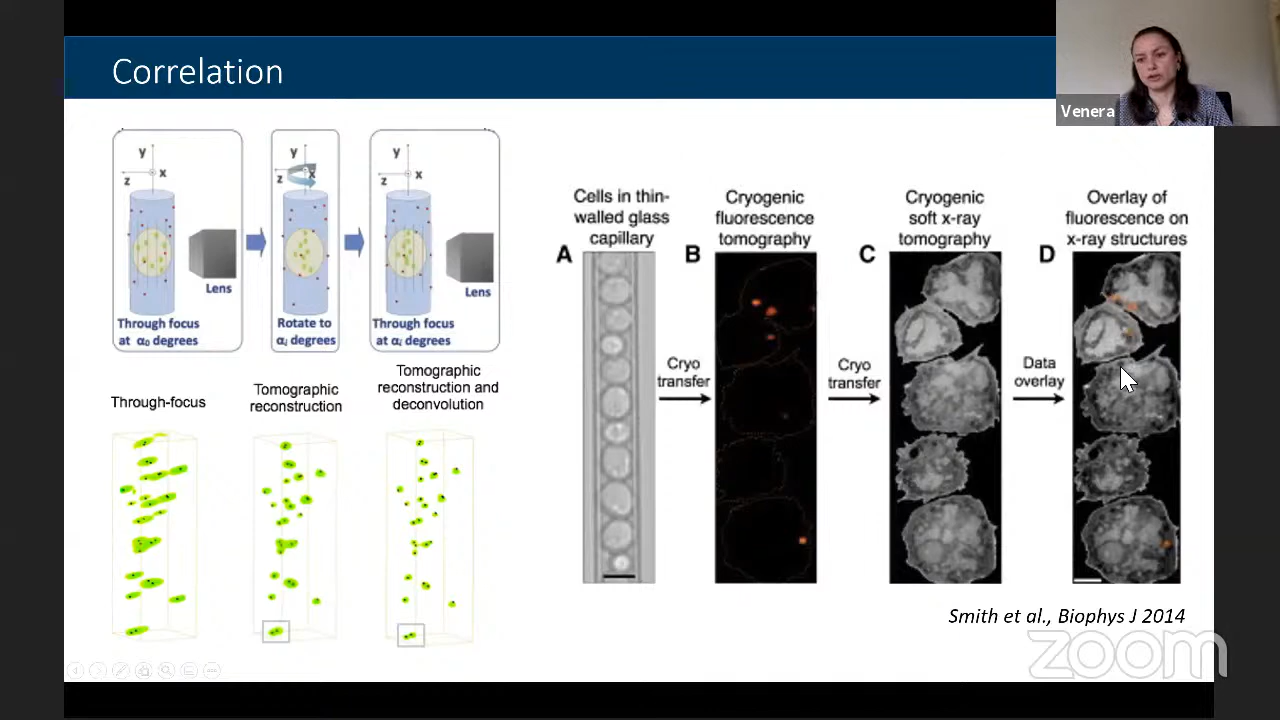 Correlation
Venera
y
z
x
Lens
Through focus
at α₀ degrees
y
z
x
Rotate to
αᵢ degrees
y
z
x
Lens
Through focus
at αᵢ degrees
Through-focus
Tomographic
reconstruction
Tomographic
reconstruction and
deconvolution
Cells in thin-
walled glass
capillary
Cryogenic
fluorescence
tomography
Cryogenic
soft x-ray
tomography
Overlay of
fluorescence on
x-ray structures
A
B
C
D
Cryo
transfer
Cryo
transfer
Data
overlay
Smith et al., Biophys J 2014
zoom